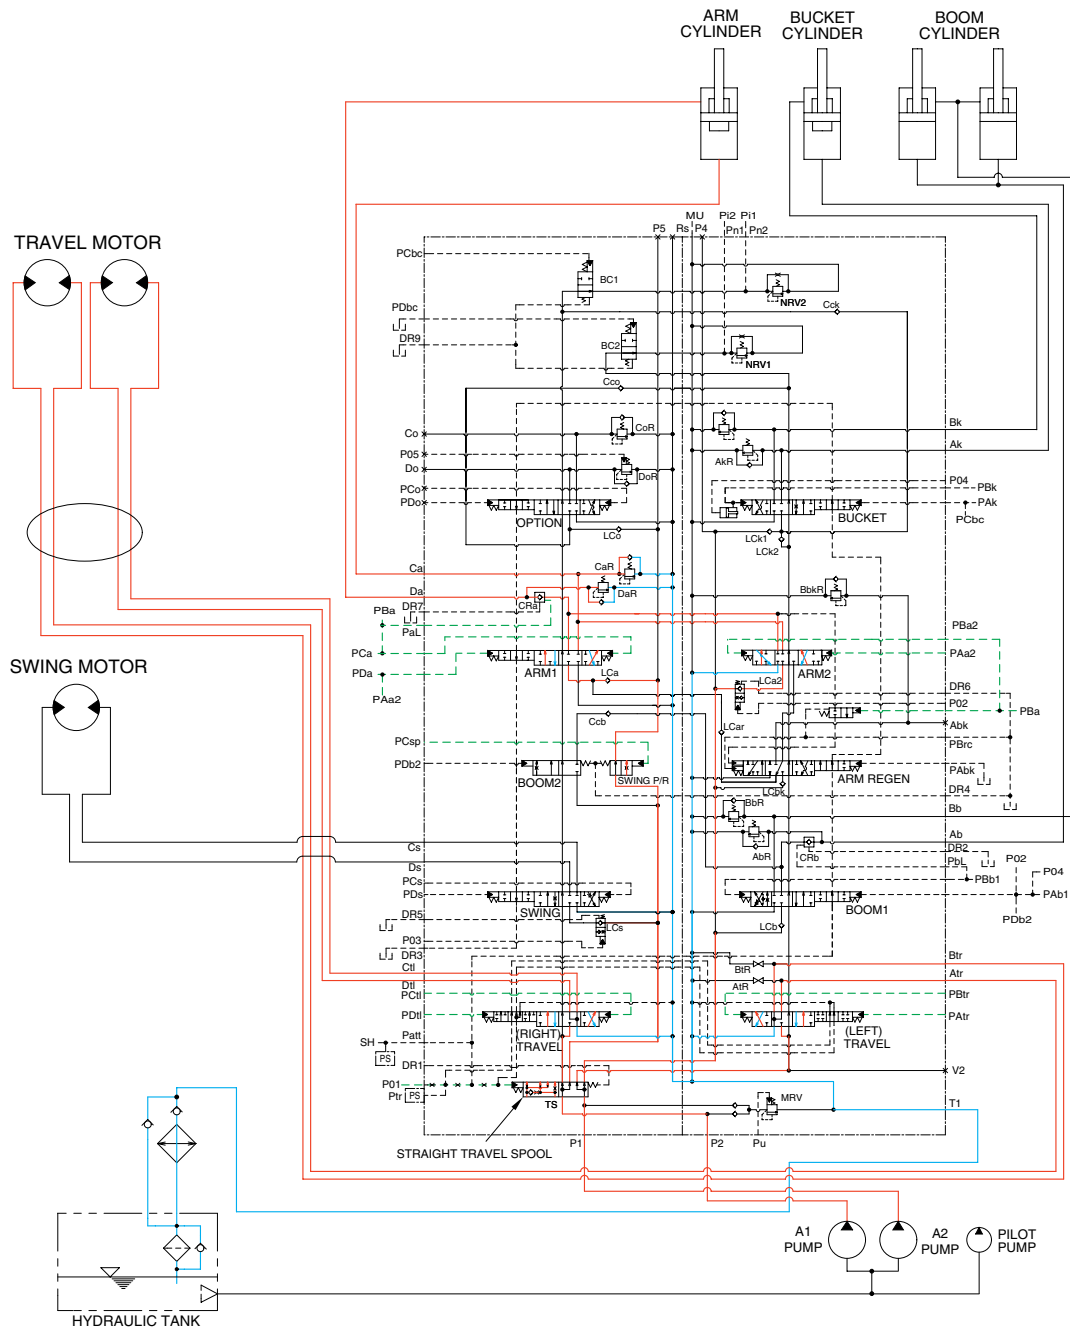 ARM
CYLINDER
BUCKET
CYLINDER
BOOM
CYLINDER
TRAVEL MOTOR
SWING MOTOR
MU
Pi2
Pi1
P5
Rs
P4
Pn1
Pn2
PCbc
BC1
NRV2
Cck
PDbc
DR9
BC2
NRV1
Cco
Co
CoR
Bk
P05
AkR
Ak
Do
DoR
P04
PCo
PBk
PDo
PAk
OPTION
BUCKET
PCbc
LCo
LCk1
LCk2
Ca
CaR
Da
DaR
BbkR
CRa
DR7
PBa
PaL
PBa2
PCa
PAa2
PDa
ARM1
LCa
LCa2
ARM2
PAa2
DR6
P02
PBa
Ccb
LCar
Abk
PCsp
PBrc
PDb2
BOOM2
SWING P/R
ARM REGEN
PAbk
LCbk
DR4
BbR
Bb
AbR
CRb
Ab
Cs
DR2
Ds
PbL
P02
P04
PCs
PBb1
PDs
PAb1
SWING
BOOM1
PDb2
DR5
LCs
LCb
P03
DR3
Ctl
BtR
Btr
Dtl
AtR
Atr
PCtl
PBtr
PDtl
PAtr
(RIGHT)
TRAVEL
(LEFT)
TRAVEL
Patt
SH
PS
DR1
V2
P01
Ptr
PS
TS
MRV
T1
STRAIGHT TRAVEL SPOOL
P1
P2
Pu
A1
PUMP
A2
PUMP
PILOT
PUMP
HYDRAULIC TANK